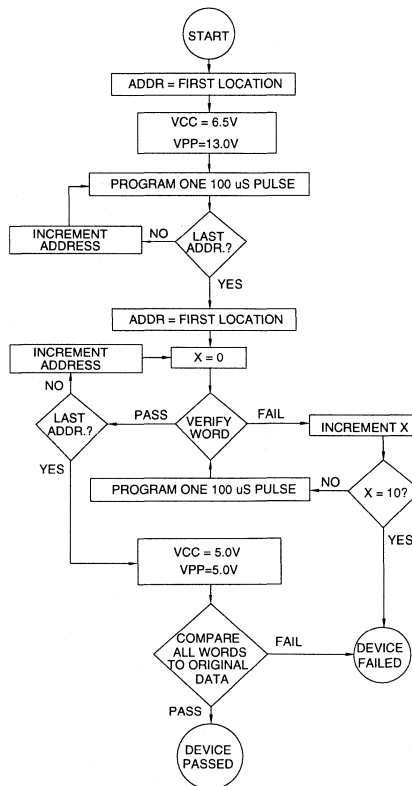 START
ADDR = FIRST LOCATION
VCC = 6.5V
VPP=13.0V
PROGRAM ONE 100 uS PULSE
INCREMENT
ADDRESS
NO
LAST
ADDR.?
YES
ADDR = FIRST LOCATION
INCREMENT
ADDRESS
X = 0
NO
LAST
ADDR.?
PASS
VERIFY
WORD
FAIL
INCREMENT X
YES
PROGRAM ONE 100 uS PULSE
NO
X = 10?
YES
VCC = 5.0V
VPP=5.0V
COMPARE
ALL WORDS
TO ORIGINAL
DATA
FAIL
DEVICE
FAILED
PASS
DEVICE
PASSED